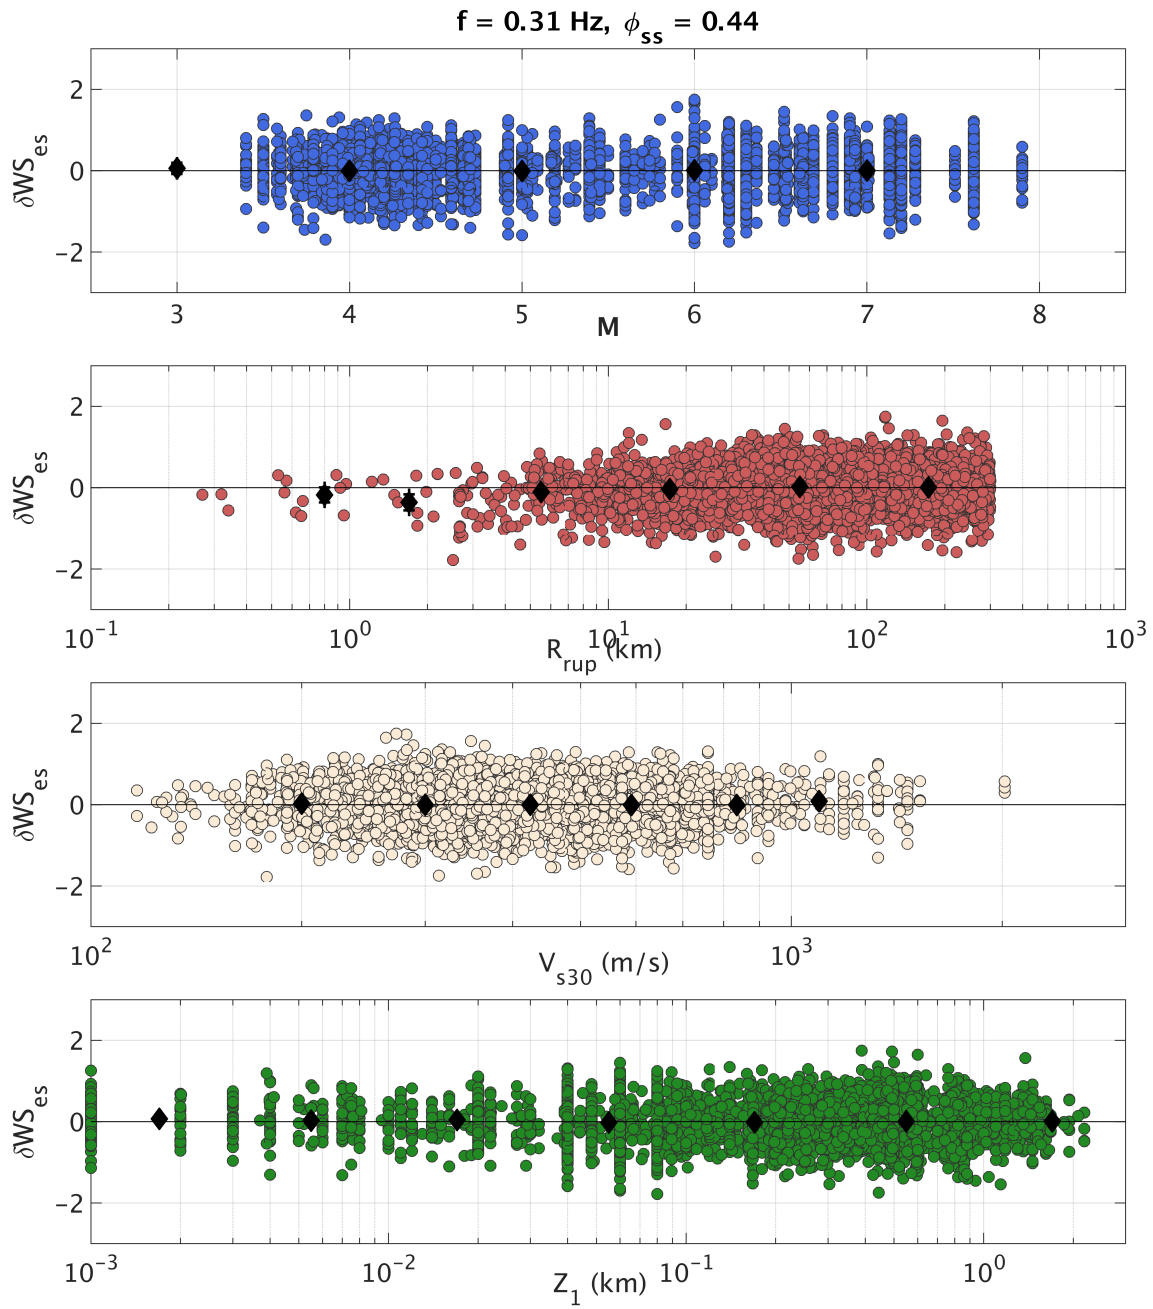 f = 0.31 Hz, ϕss = 0.44
δWSes
2
0
−2
3 4 5 6 7 8
M
δWSes
2
0
−2
10⁻¹ 10⁰ 10¹ 10² 10³
Rrup (km)
δWSes
2
0
−2
10² 10³
Vs30 (m/s)
δWSes
2
0
−2
10⁻³ 10⁻² 10⁻¹ 10⁰
Z1 (km)